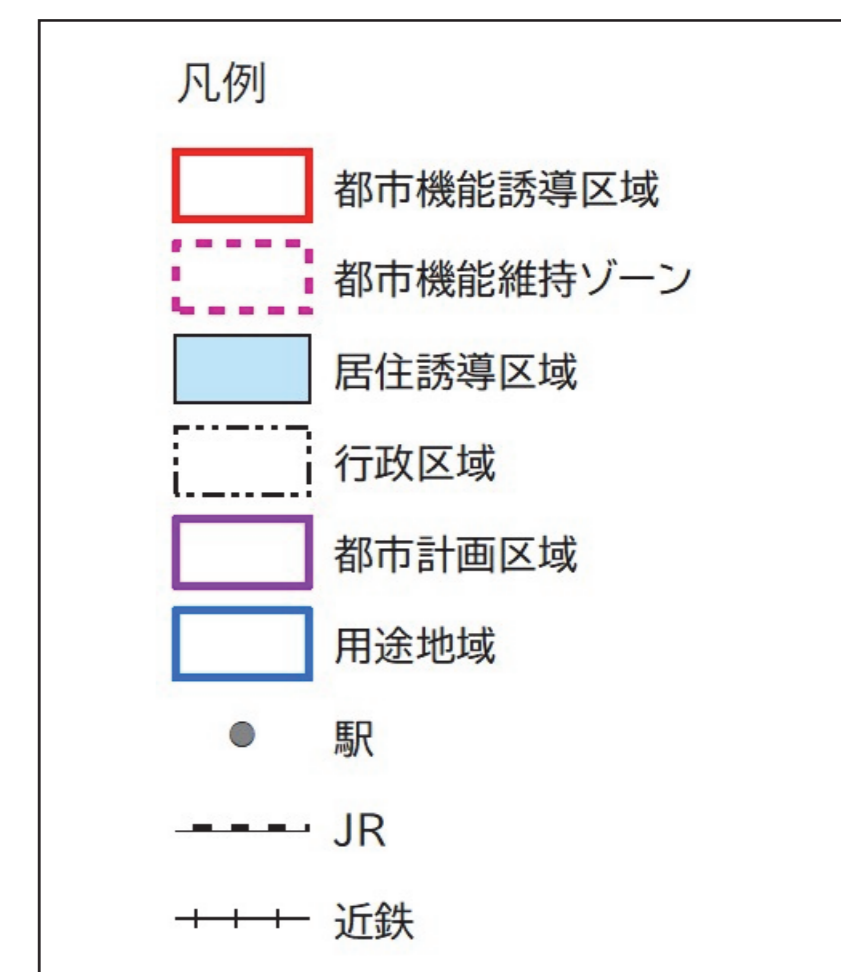 凡例
都市機能誘導区域
都市機能維持ゾーン
居住誘導区域
行政区域
都市計画区域
用途地域
駅
JR
近鉄